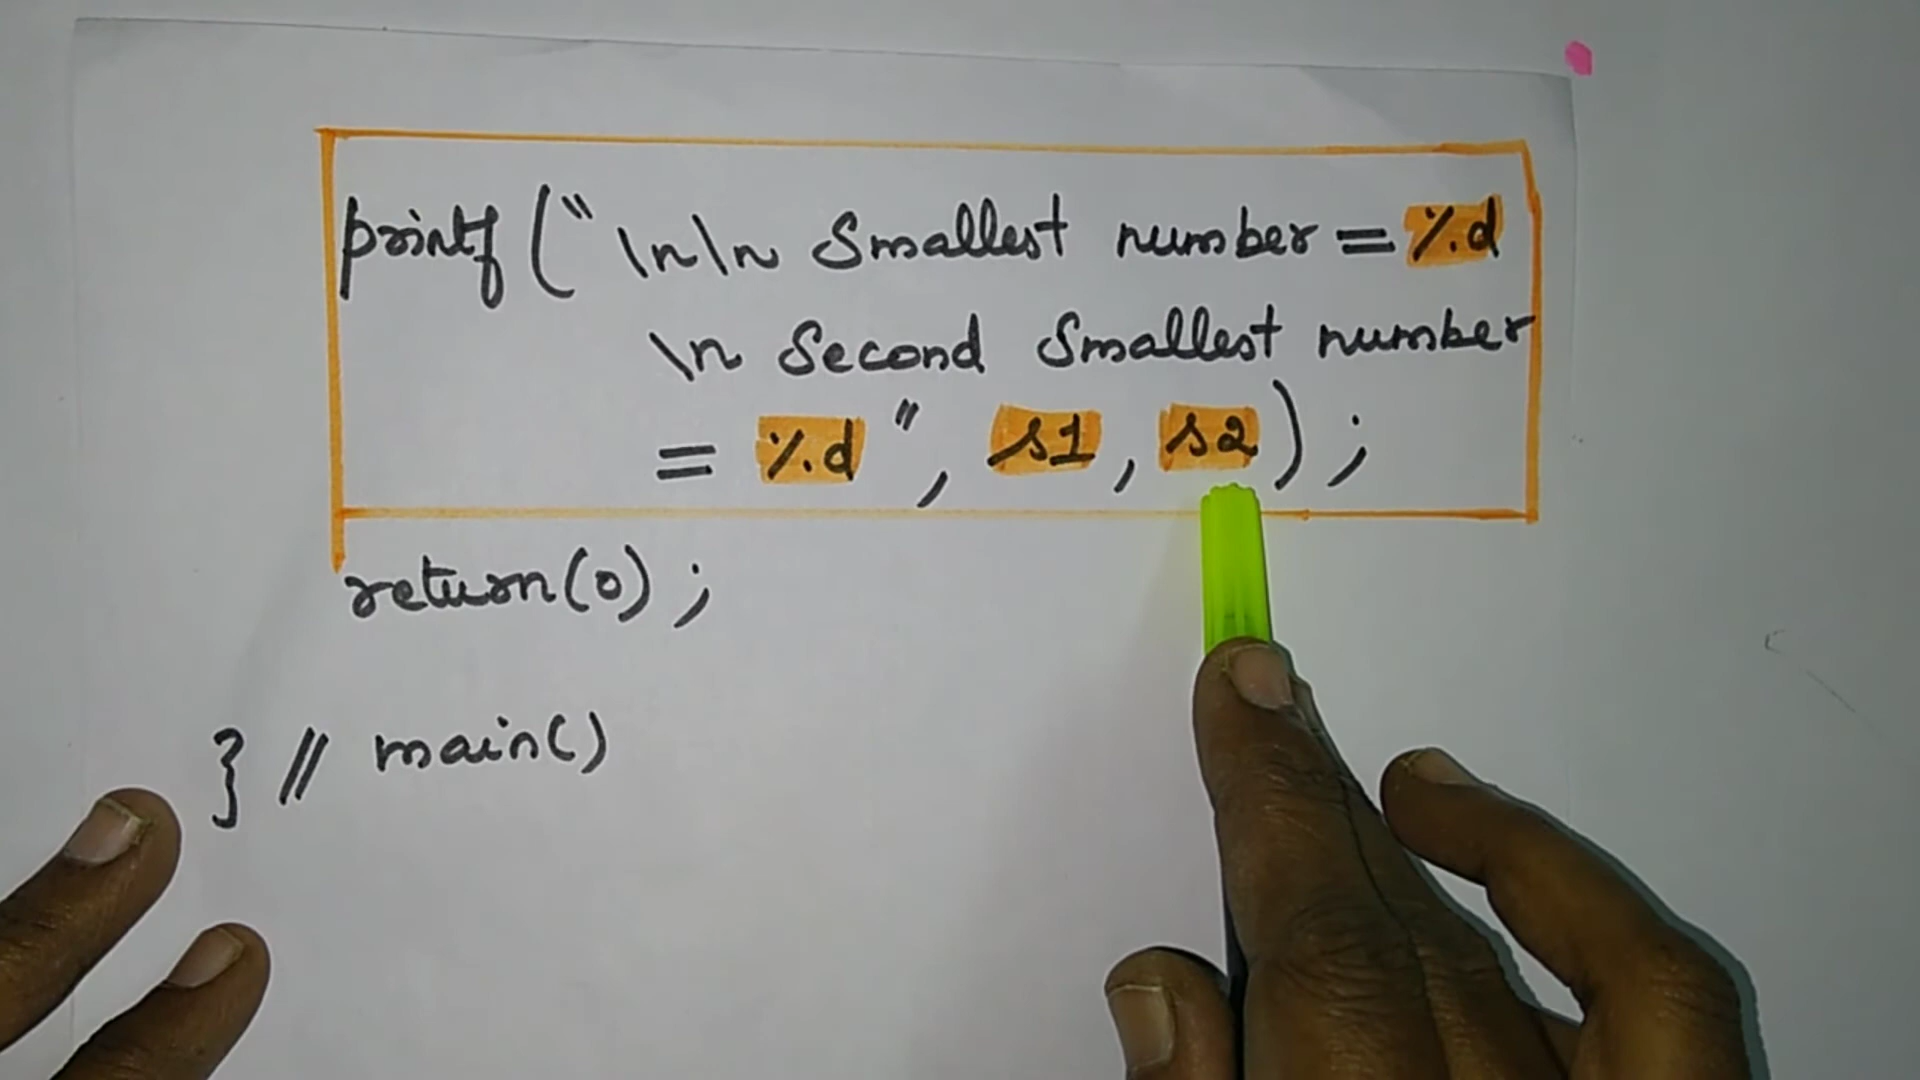 printf ("\n\n Smallest number = %d
\n Second Smallest number
= %d", s1, s2);
return(0);
} // main()